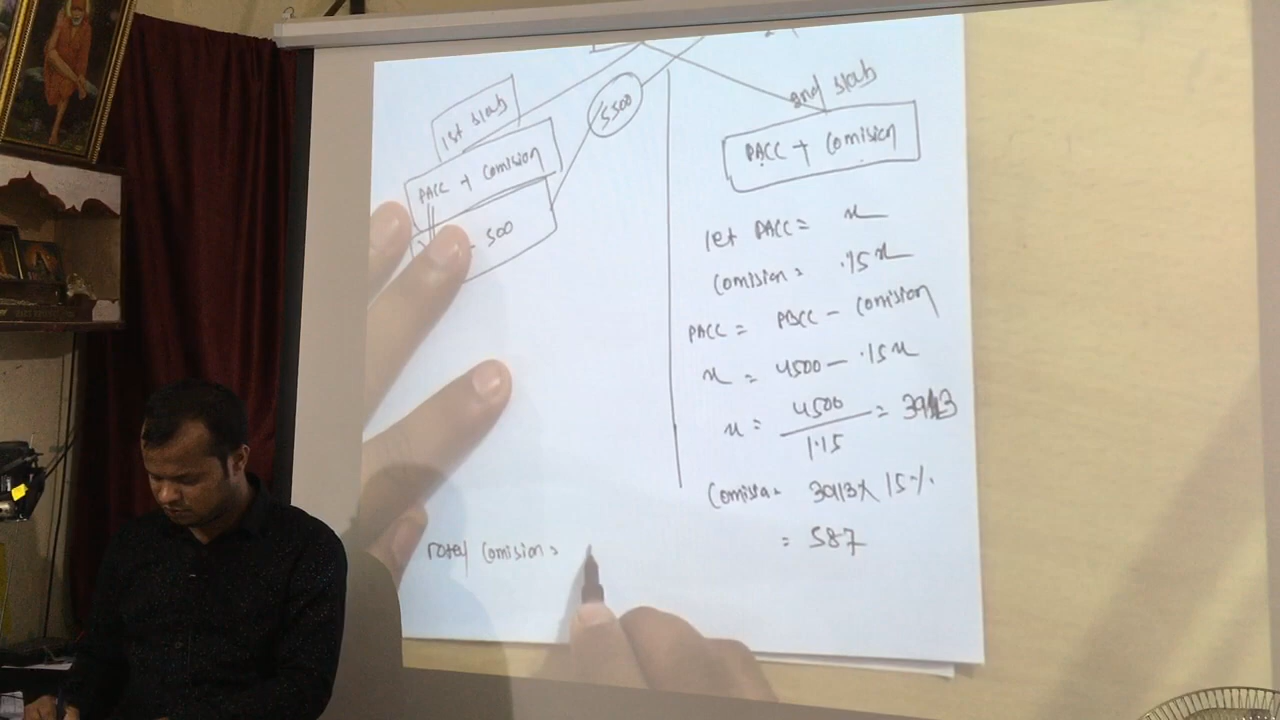 1st slab
PACC + Comision
500
5500
2nd slab
PACC + Comision
let PACC = x
Comision = .15x
PACC = PBCC - Comision
x = 4500 - .15x
x = 4500 / 1.15 = 3913
Comision = 3913 x 15%
= 587
Total Comision =